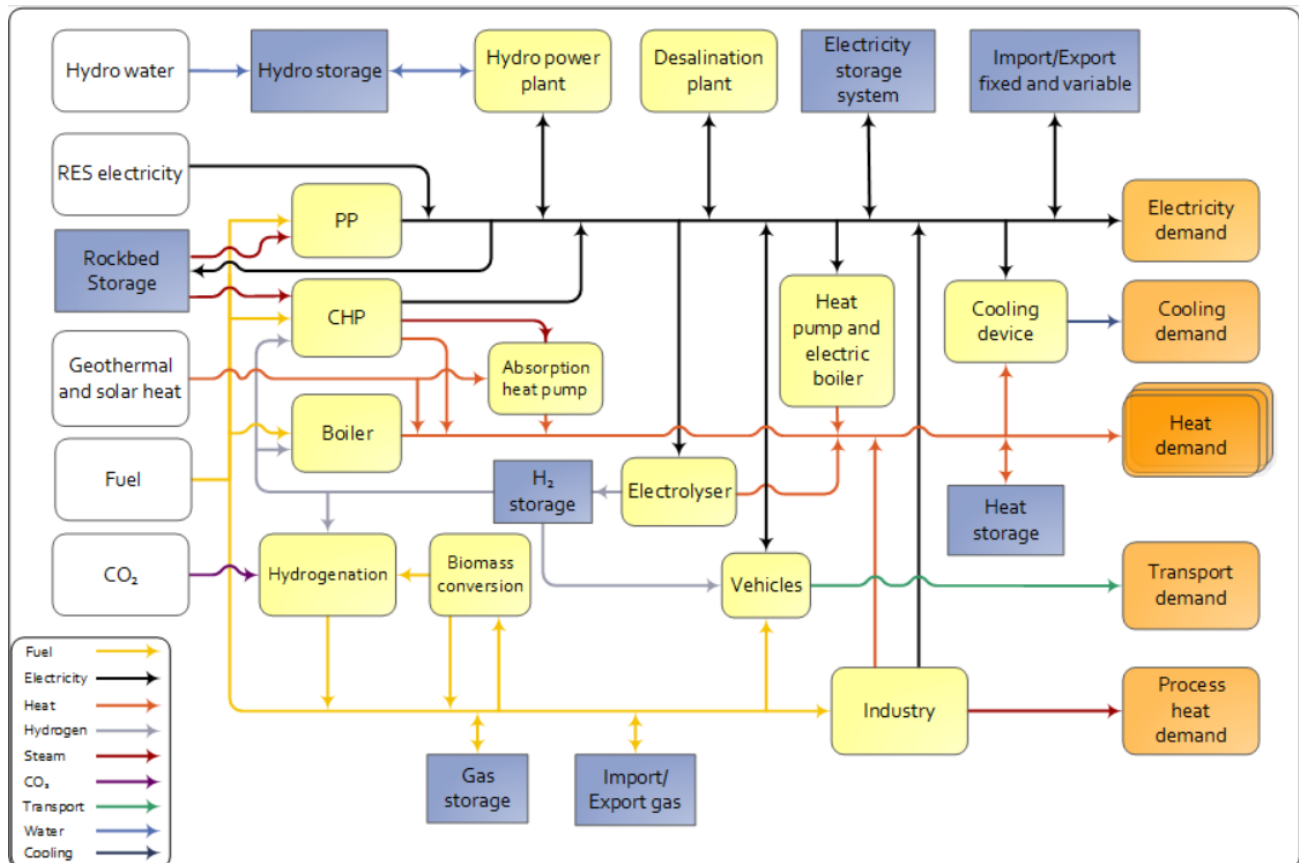 Hydro water
Hydro storage
Hydro power
plant
Desalination
plant
Electricity
storage
system
Import/Export
fixed and variable
RES electricity
PP
Electricity
demand
Rockbed
Storage
CHP
Heat
pump and
electric
boiler
Cooling
device
Cooling
demand
Geothermal
and solar heat
Absorption
heat pump
Boiler
Heat
demand
Fuel
H₂
storage
Electrolyser
Heat
storage
CO₂
Hydrogenation
Biomass
conversion
Vehicles
Transport
demand
Fuel
Electricity
Heat
Hydrogen
Steam
CO₂
Transport
Water
Cooling
Industry
Process
heat
demand
Gas
storage
Import/
Export gas